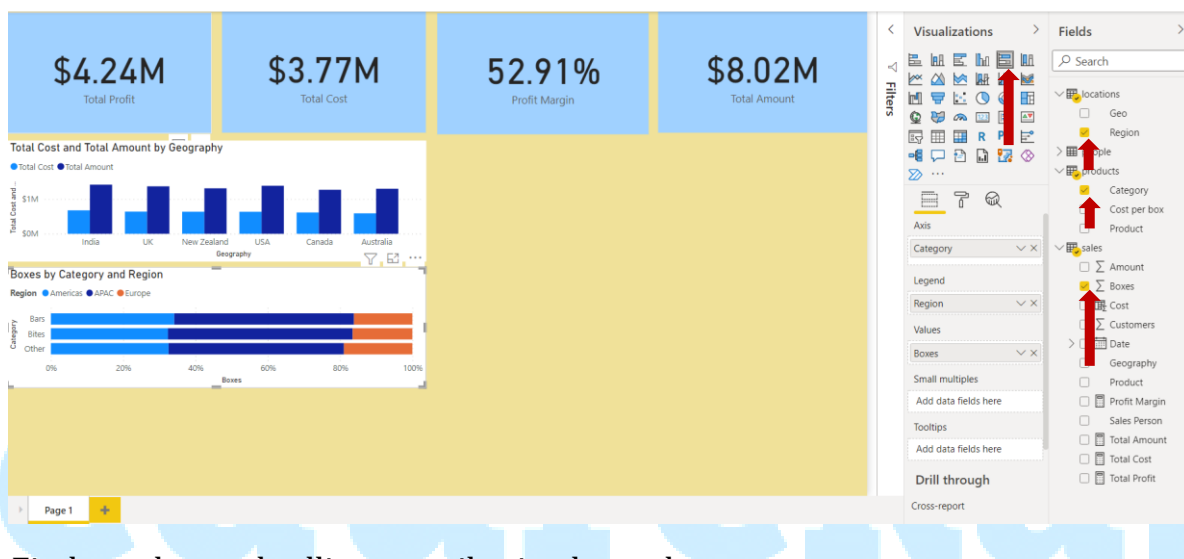 $4.24M
Total Profit
$3.77M
Total Cost
52.91%
Profit Margin
$8.02M
Total Amount
Total Cost and Total Amount by Geography
Total Cost Total Amount
Total Cost and ...
$1M
$0M
India UK New Zealand USA Canada Australia
Geography
Boxes by Category and Region
Region Americas APAC Europe
Category
Bars
Bites
Other
0% 20% 40% 60% 80% 100%
Boxes
Page 1
Filters
Visualizations
R
Axis
Category
Legend
Region
Values
Boxes
Small multiples
Add data fields here
Tooltips
Add data fields here
Drill through
Cross-report
Fields
Search
locations
Geo
Region
people
products
Category
Cost per box
Product
sales
Amount
Boxes
Cost
Customers
Date
Geography
Product
Profit Margin
Sales Person
Total Amount
Total Cost
Total Profit